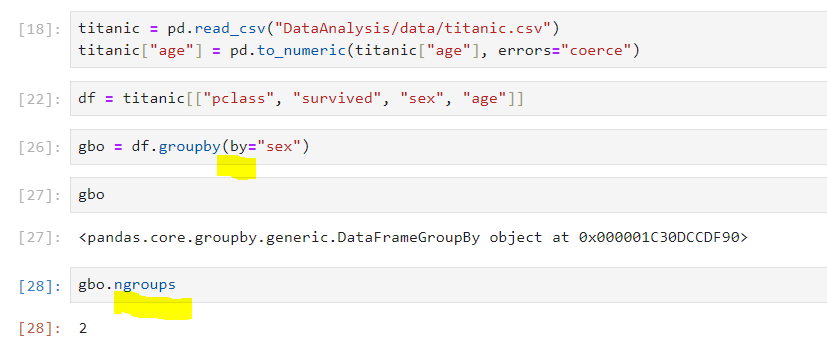 [18]: titanic = pd.read_csv("DataAnalysis/data/titanic.csv")
titanic["age"] = pd.to_numeric(titanic["age"], errors="coerce")
[22]: df = titanic[["pclass", "survived", "sex", "age"]]
[26]: gbo = df.groupby(by="sex")
[27]: gbo
[27]: <pandas.core.groupby.generic.DataFrameGroupBy object at 0x000001C30DCCDF90>
[28]: gbo.ngroups
[28]: 2